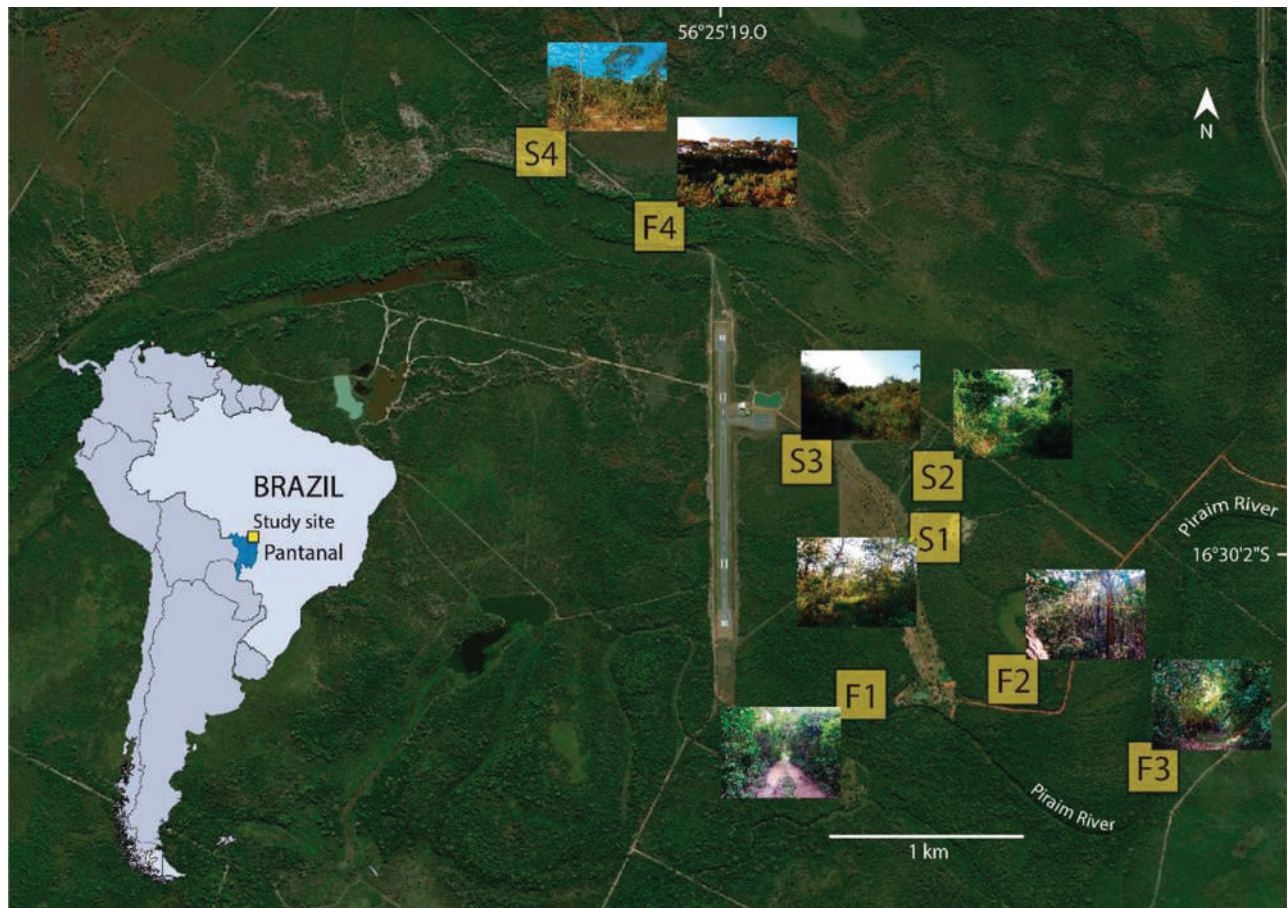 56°25'19.O
N
S4
F4
S3
S2
S1
BRAZIL
Study site
Pantanal
Piraim River
16°30'2"S
F1
F2
F3
Piraim River
1 km